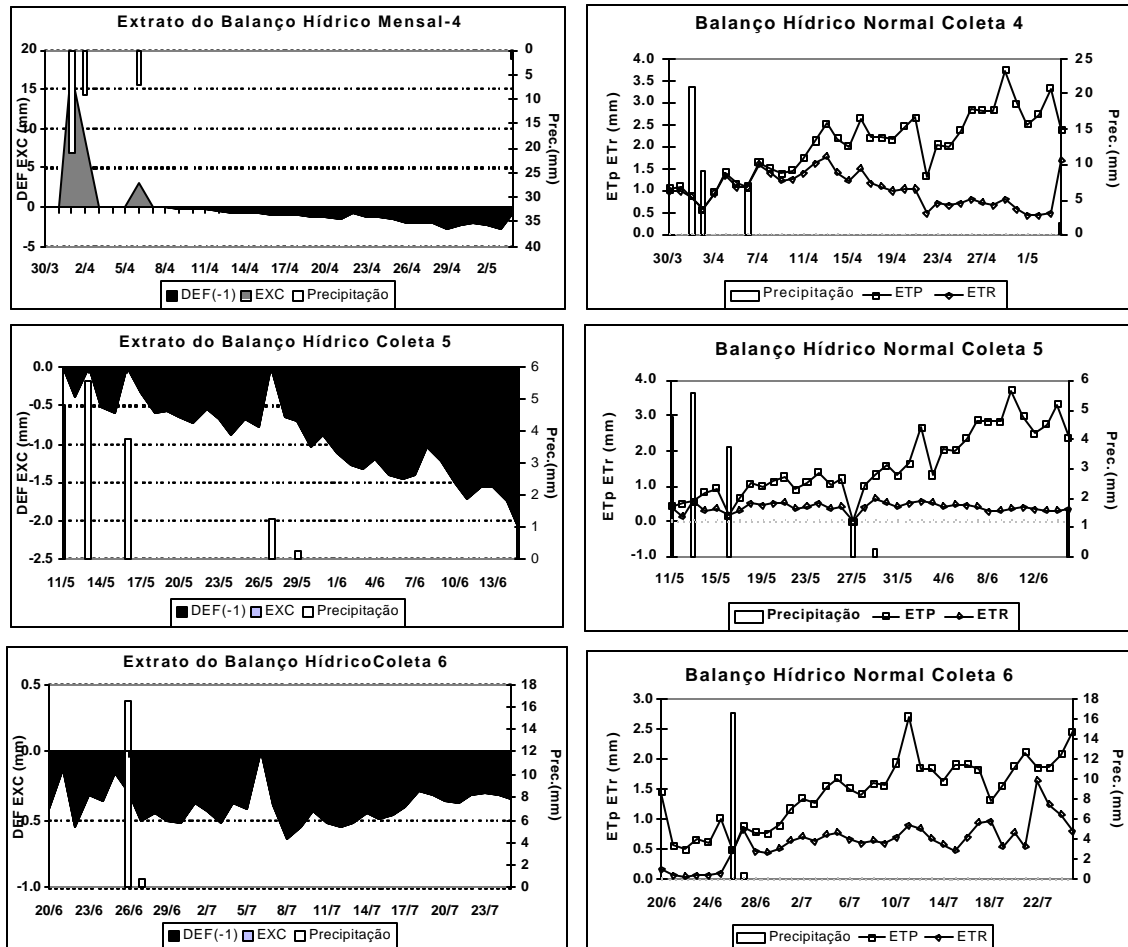 Extrato do Balanço Hídrico Mensal-4
DEF EXC (mm)
20
15
10
5
0
-5
0
5
10
15
20
25
30
35
40
Prec.(mm)
30/3 2/4 5/4 8/4 11/4 14/4 17/4 20/4 23/4 26/4 29/4 2/5
DEF(-1) EXC Precipitação
Balanço Hídrico Normal Coleta 4
ETp ETr (mm)
4.0
3.5
3.0
2.5
2.0
1.5
1.0
0.5
0.0
25
20
15
10
5
0
Prec.(mm)
30/3 3/4 7/4 11/4 15/4 19/4 23/4 27/4 1/5
Precipitação ETP ETR
Extrato do Balanço Hídrico Coleta 5
DEF EXC (mm)
0.0
-0.5
-1.0
-1.5
-2.0
-2.5
6
5
4
3
2
1
0
Prec.(mm)
11/5 14/5 17/5 20/5 23/5 26/5 29/5 1/6 4/6 7/6 10/6 13/6
DEF(-1) EXC Precipitação
Balanço Hídrico Normal Coleta 5
ETp ETr (mm)
4.0
3.0
2.0
1.0
0.0
-1.0
6
5
4
3
2
1
0
Prec.(mm)
11/5 15/5 19/5 23/5 27/5 31/5 4/6 8/6 12/6
Precipitação ETP ETR
Extrato do Balanço HídricoColeta 6
DEF EXC (mm)
0.5
0.0
-0.5
-1.0
18
16
14
12
10
8
6
4
2
0
Prec.(mm)
20/6 23/6 26/6 29/6 2/7 5/7 8/7 11/7 14/7 17/7 20/7 23/7
DEF(-1) EXC Precipitação
Balanço Hídrico Normal Coleta 6
ETp ETr (mm)
3.0
2.5
2.0
1.5
1.0
0.5
0.0
18
16
14
12
10
8
6
4
2
0
Prec.(mm)
20/6 24/6 28/6 2/7 6/7 10/7 14/7 18/7 22/7
Precipitação ETP ETR